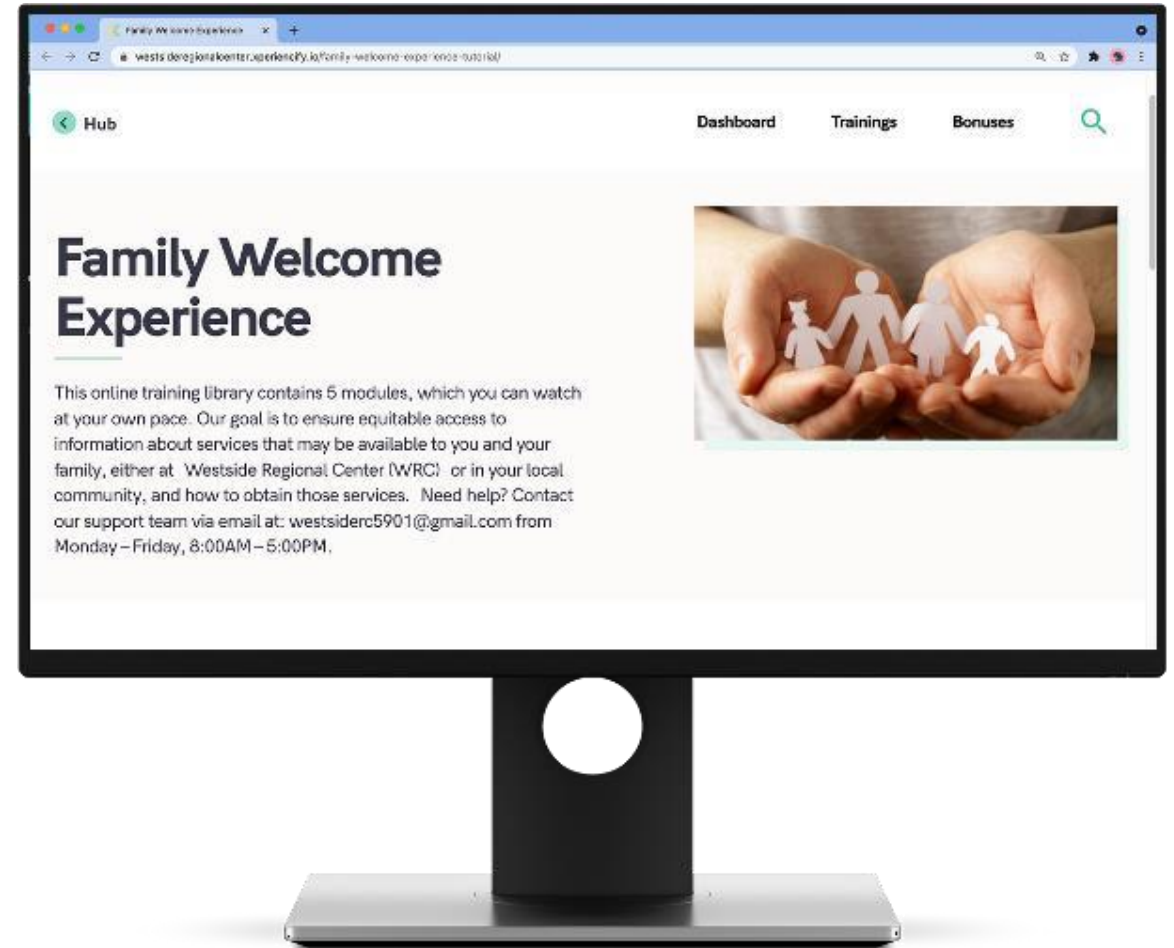 Family Welcome Experience
westsideregionalcenter.xperiencify.io/family-welcome-experience-tutorial/
Hub
Dashboard Trainings Bonuses
Family Welcome
Experience
This online training library contains 5 modules, which you can watch
at your own pace. Our goal is to ensure equitable access to
information about services that may be available to you and your
family, either at Westside Regional Center (WRC) or in your local
community, and how to obtain those services. Need help? Contact
our support team via email at: westsiderc5901@gmail.com from
Monday – Friday, 8:00AM – 5:00PM.